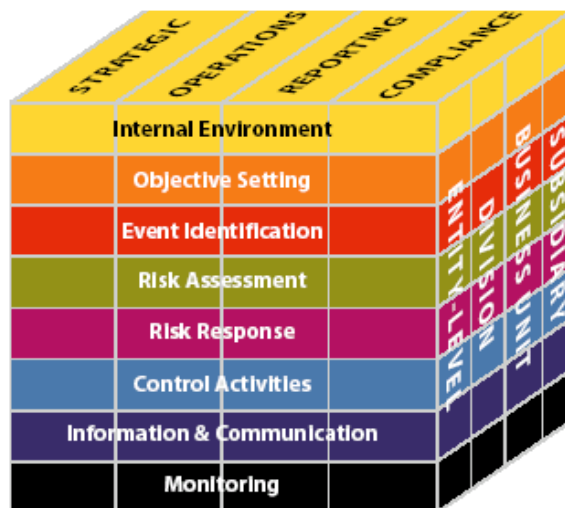 STRATEGIC
OPERATIONS
REPORTING
COMPLIANCE
Internal Environment
Objective Setting
Event Identification
Risk Assessment
Risk Response
Control Activities
Information & Communication
Monitoring
ENTITY-LEVEL
DIVISION
BUSINESS UNIT
SUBSIDIARY